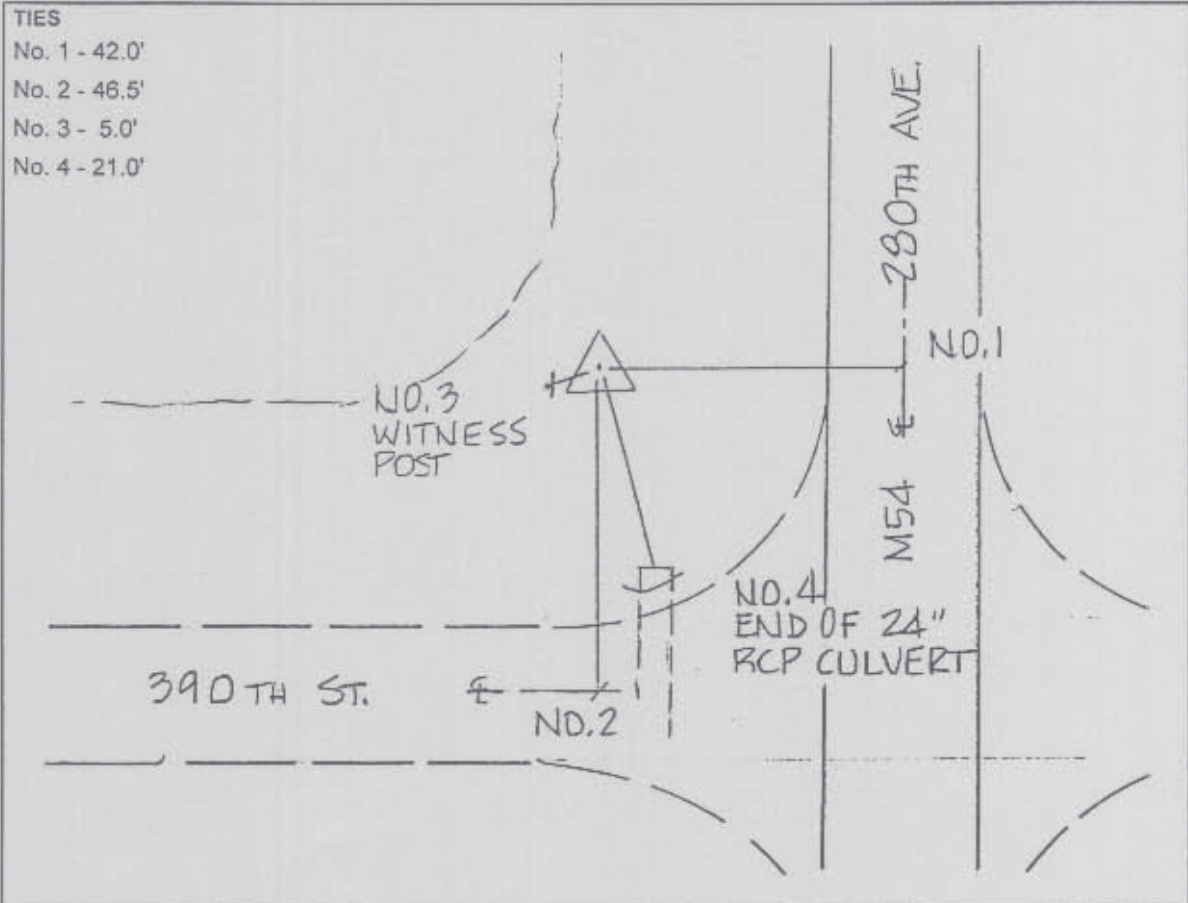 TIES
No. 1 - 42.0'
No. 2 - 46.5'
No. 3 - 5.0'
No. 4 - 21.0'
280TH AVE.
NO.1
NO.3
WITNESS
POST
M54 ℄
NO.4
END OF 24"
RCP CULVERT
390TH ST. ℄
NO.2